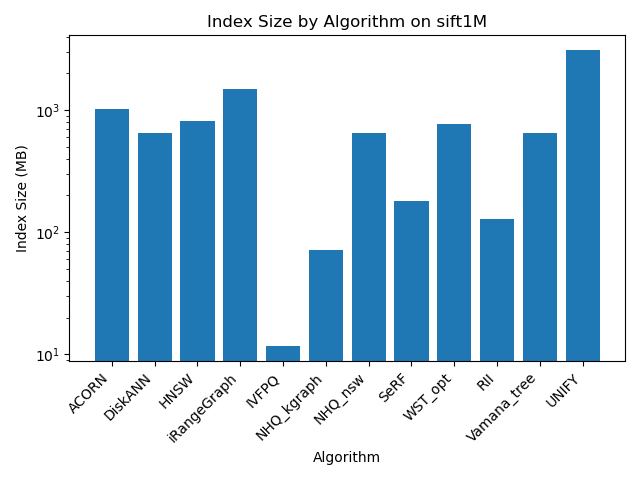 Index Size by Algorithm on sift1M
Index Size (MB)
10³
10²
10¹
ACORN
DiskANN
HNSW
iRangeGraph
IVFPQ
NHQ_kgraph
NHQ_nsw
SeRF
WST_opt
RII
Vamana_tree
UNIFY
Algorithm